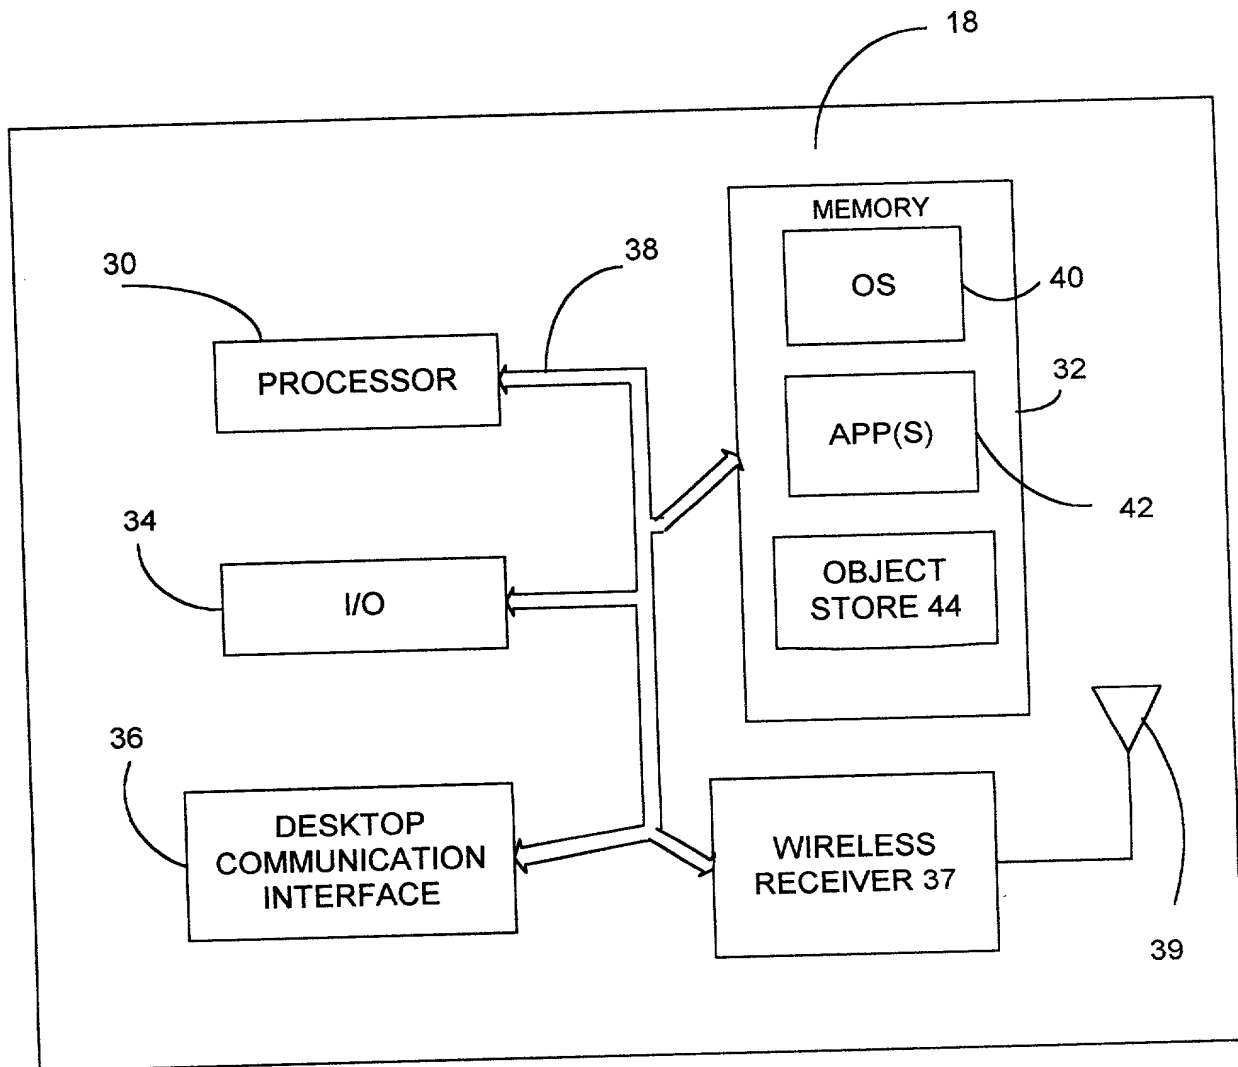 18
MEMORY
30
38
OS
40
PROCESSOR
32
APP(S)
34
42
I/O
OBJECT
STORE 44
36
DESKTOP
COMMUNICATION
INTERFACE
WIRELESS
RECEIVER 37
39